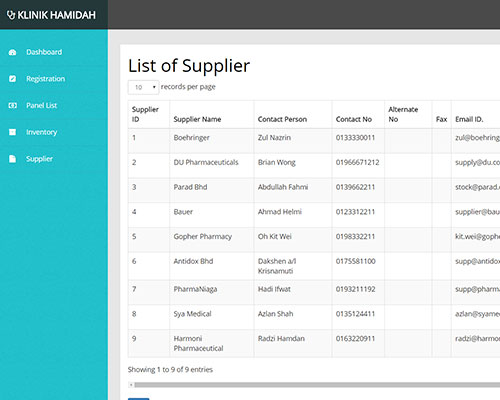 KLINIK HAMIDAH
Dashboard
Registration
Panel List
Inventory
Supplier
List of Supplier
10 records per page
Supplier ID Supplier Name Contact Person Contact No Alternate No Fax Email ID.
1 Boehringer Zul Nazrin 0133330011 zul@boehring
2 DU Pharmaceuticals Brian Wong 01966671212 supply@du.co
3 Parad Bhd Abdullah Fahmi 0139662211 stock@parad.
4 Bauer Ahmad Helmi 0123312211 supplier@bau
5 Gopher Pharmacy Oh Kit Wei 0198332211 kit.wei@gophe
6 Antidox Bhd Dakshen a/l Krisnamuti 0175581100 supp@antidox
7 PharmaNiaga Hadi Ifwat 0193211192 supp@pharma
8 Sya Medical Azlan Shah 0135124411 azlan@syame
9 Harmoni Pharmaceutical Radzi Hamdan 0163220911 radzi@harmo
Showing 1 to 9 of 9 entries